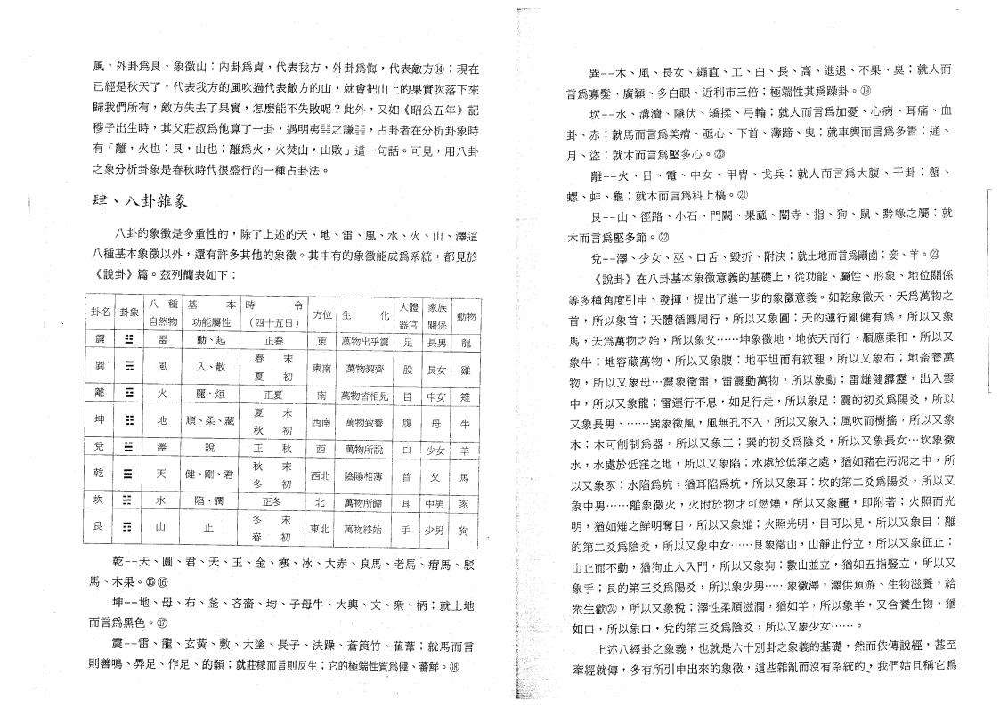 風，外卦爲艮，象徵山；內卦爲貞，代表我方，外卦爲悔，代表敵方⑭；現在
已經是秋天了，代表我方的風吹過代表敵方的山，就會把山上的果實吹落下來
歸我們所有，敵方失去了果實，怎麼能不失敗呢？此外，又如《昭公五年》記
穆子出生時，其父莊叔爲他算了一卦，遇明夷䷣之謙䷎，占卦者在分析卦象時
有「離，火也；艮，山也；離爲火，火焚山，山敗」這一句話。可見，用八卦
之象分析卦象是春秋時代很盛行的一種占卦法。
肆、八卦雜象
八卦的象徵是多重性的，除了上述的天、地、雷、風、水、火、山、澤這
八種基本象徵以外，還有許多其他的象徵。其中有的象徵能成爲系統，都見於
《說卦》篇。茲列簡表如下：
卦名 卦象 八種自然物 基本功能屬性 時令（四十五日） 方位 生化 人體器官 家族關係 動物
震 ☳ 雷 動、起 正春 東 萬物出乎震 足 長男 龍
巽 ☴ 風 入、散 春末夏初 東南 萬物絜齊 股 長女 雞
離 ☲ 火 麗、烜 正夏 南 萬物皆相見 目 中女 雉
坤 ☷ 地 順、柔、藏 夏末秋初 西南 萬物致養 腹 母 牛
兌 ☱ 澤 說 正秋 西 萬物所說 口 少女 羊
乾 ☰ 天 健、剛、君 秋末冬初 西北 陰陽相薄 首 父 馬
坎 ☵ 水 陷、潤 正冬 北 萬物所歸 耳 中男 豕
艮 ☶ 山 止 冬末春初 東北 萬物終始 手 少男 狗
乾--天、圓、君、天、玉、金、寒、冰、大赤、良馬、老馬、瘠馬、駁
馬、木果。⑮⑯
坤--地、母、布、釜、吝嗇、均、子母牛、大輿、文、衆、柄；就土地
而言爲黑色。⑰
震--雷、龍、玄黃、敷、大塗、長子、決躁、蒼筤竹、萑葦；就馬而言
則善鳴、馵足、作足、的顙；就莊稼而言則反生；它的極端性質爲健、蕃鮮。⑱
巽--木、風、長女、繩直、工、白、長、高、進退、不果、臭；就人而
言爲寡髮、廣顙、多白眼、近利市三倍；極端性其爲躁卦。⑲
坎--水、溝瀆、隱伏、矯揉、弓輪；就人而言爲加憂、心病、耳痛、血
卦、赤；就馬而言爲美瘠、亟心、下首、薄蹄、曳；就車輿而言爲多眚；通、
月、盜；就木而言爲堅多心。⑳
離--火、日、電、中女、甲冑、戈兵；就人而言爲大腹、干卦；蟹、
螺、蚌、龜；就木而言爲科上槁。㉑
艮--山、徑路、小石、門闕、果蓏、閽寺、指、狗、鼠、黔喙之屬；就
木而言爲堅多節。㉒
兌--澤、少女、巫、口舌、毀折、附決；就土地而言爲剛鹵；妾、羊。㉓
《說卦》在八卦基本象徵意義的基礎上，從功能、屬性、形象、地位關係
等多種角度引申、發揮，提出了進一步的象徵意義。如乾象徵天，天爲萬物之
首，所以象首；天體循圓周行，所以又象圓；天的運行剛健有爲，所以又象
馬，天爲萬物之始，所以象父……坤象徵地，地依天而行、順應柔和，所以又
象牛；地容藏萬物，所以又象腹；地平坦而有紋理，所以又象布；地畜養萬
物，所以又象母…震象徵雷，雷震動萬物，所以象動；雷雄健霹靂，出入雲
中，所以又象龍；雷運行不息，如足行走，所以象足；震的初爻爲陽爻，所以
又象長男、……巽象徵風，風無孔不入，所以又象入；風吹而樹搖，所以又象
木；木可削制爲器，所以又象工；巽的初爻爲陰爻，所以又象長女…坎象徵
水，水處於低窪之地，所以又象陷；水處於低窪之處，猶如豬在污泥之中，所
以又象豕；水陷爲坑，猶耳陷爲坑，所以又象耳；坎的第二爻爲陽爻，所以又
象中男……離象徵火，火附於物才可燃燒，所以又象麗，即附著；火照而光
明，猶如雉之鮮明奪目，所以又象雉；火照光明，目可以見，所以又象目；離
的第二爻爲陰爻，所以又象中女……艮象徵山，山靜止佇立，所以又象征止；
山止而不動，猶狗止人入門，所以又象狗；數山並立，猶如五指豎立，所以又
象手；艮的第三爻爲陽爻，所以象少男……象徵澤，澤供魚游、生物滋養，給
衆生歡㉔，所以又象稅；澤性柔順滋潤，猶如羊，所以象羊，又含養生物，猶
如口，所以象口，兌的第三爻爲陰爻，所以又象少女……。
上述八經卦之象義，也就是六十別卦之象義的基礎，然而依傳說經，甚至
牽經就傳，多有所引申出來的象徵，這些雜亂而沒有系統的、我們姑且稱它爲